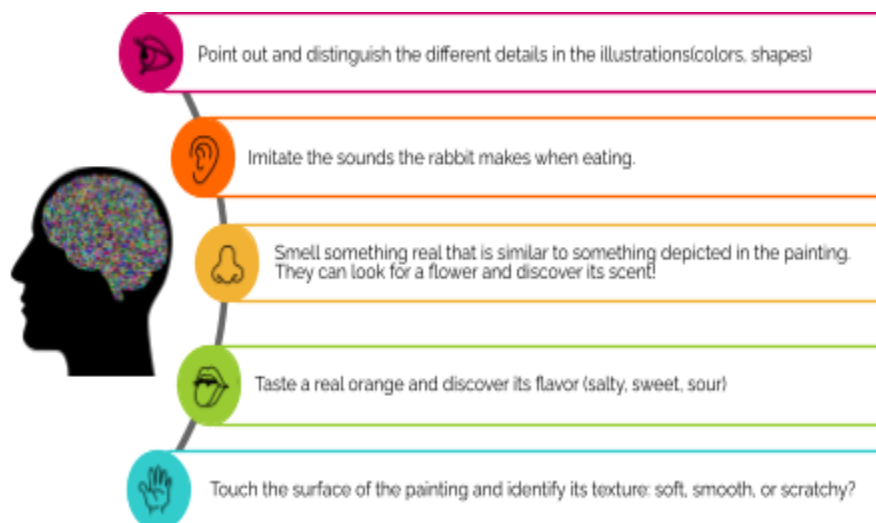 Point out and distinguish the different details in the illustrations(colors, shapes)
Imitate the sounds the rabbit makes when eating.
Smell something real that is similar to something depicted in the painting.
They can look for a flower and discover its scent!
Taste a real orange and discover its flavor (salty, sweet, sour)
Touch the surface of the painting and identify its texture: soft, smooth, or scratchy?